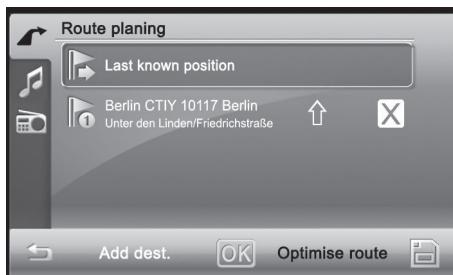 Route planing
Last known position
Berlin CTIY 10117 Berlin
1 Unter den Linden/Friedrichstraße
X
Add dest. OK Optimise route